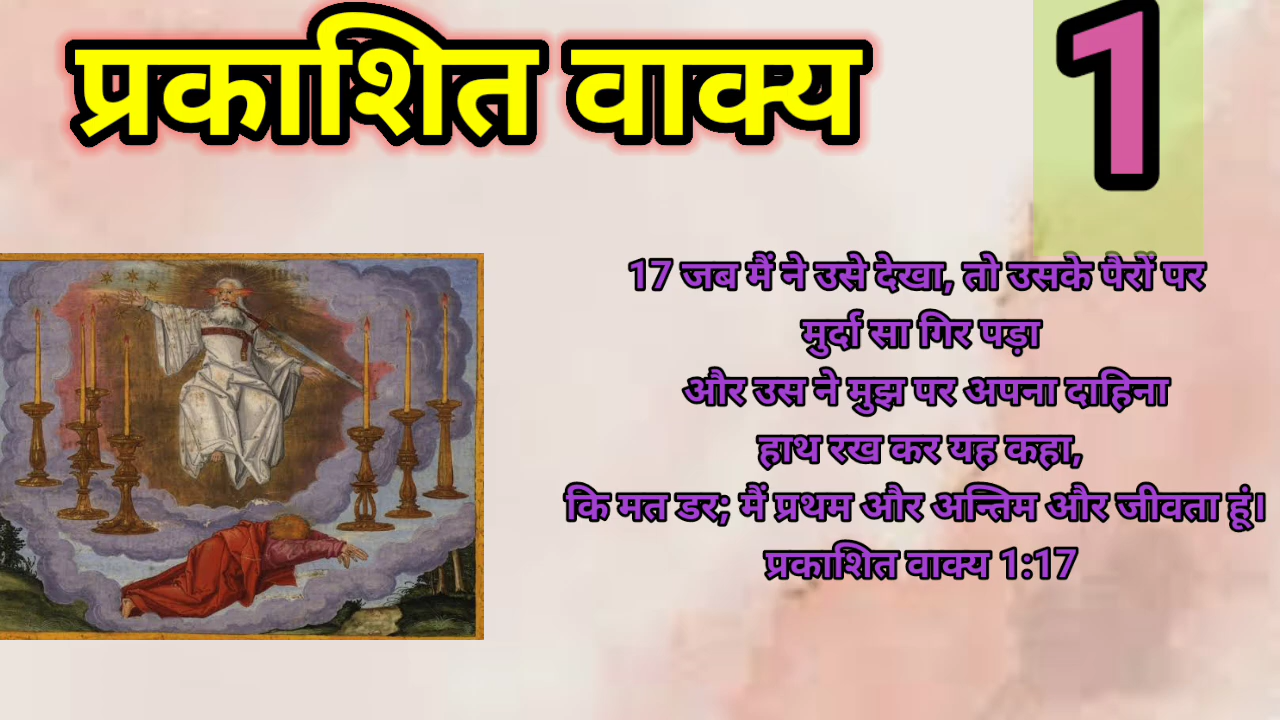 प्रकाशित वाक्य 1
17 जब मैं ने उसे देखा, तो उसके पैरों पर
मुर्दा सा गिर पड़ा
और उस ने मुझ पर अपना दाहिना
हाथ रख कर यह कहा,
कि मत डर; मैं प्रथम और अन्तिम और जीवता हूं।
प्रकाशित वाक्य 1:17